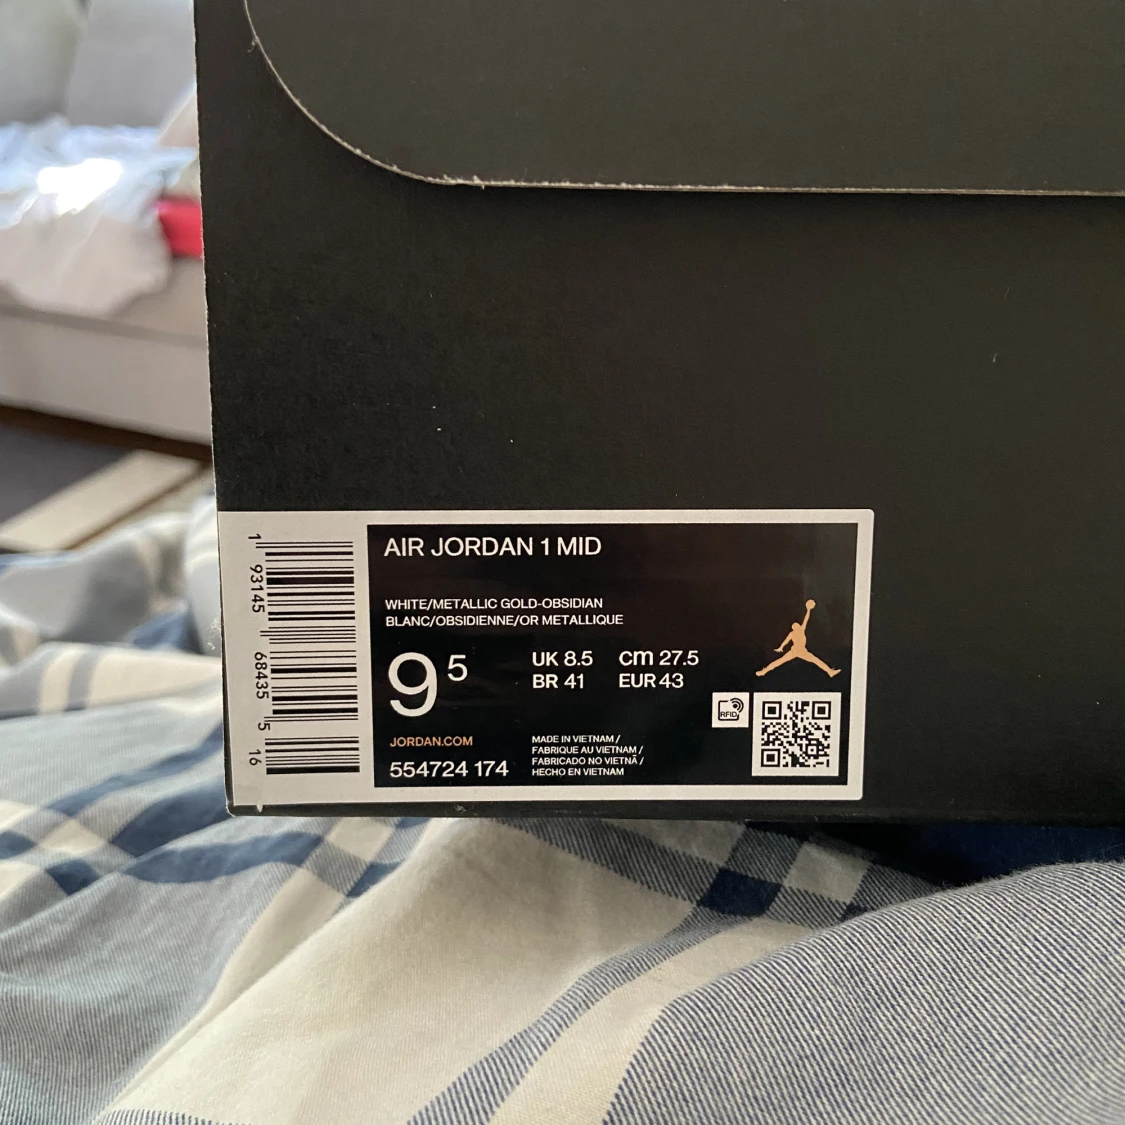 1
93145
68435
5
16
AIR JORDAN 1 MID
WHITE/METALLIC GOLD-OBSIDIAN
BLANC/OBSIDIENNE/OR METALLIQUE
9 5
UK 8.5 cm 27.5
BR 41 EUR 43
RFID
JORDAN.COM
554724 174
MADE IN VIETNAM /
FABRIQUE AU VIETNAM /
FABRICADO NO VIETNÃ /
HECHO EN VIETNAM